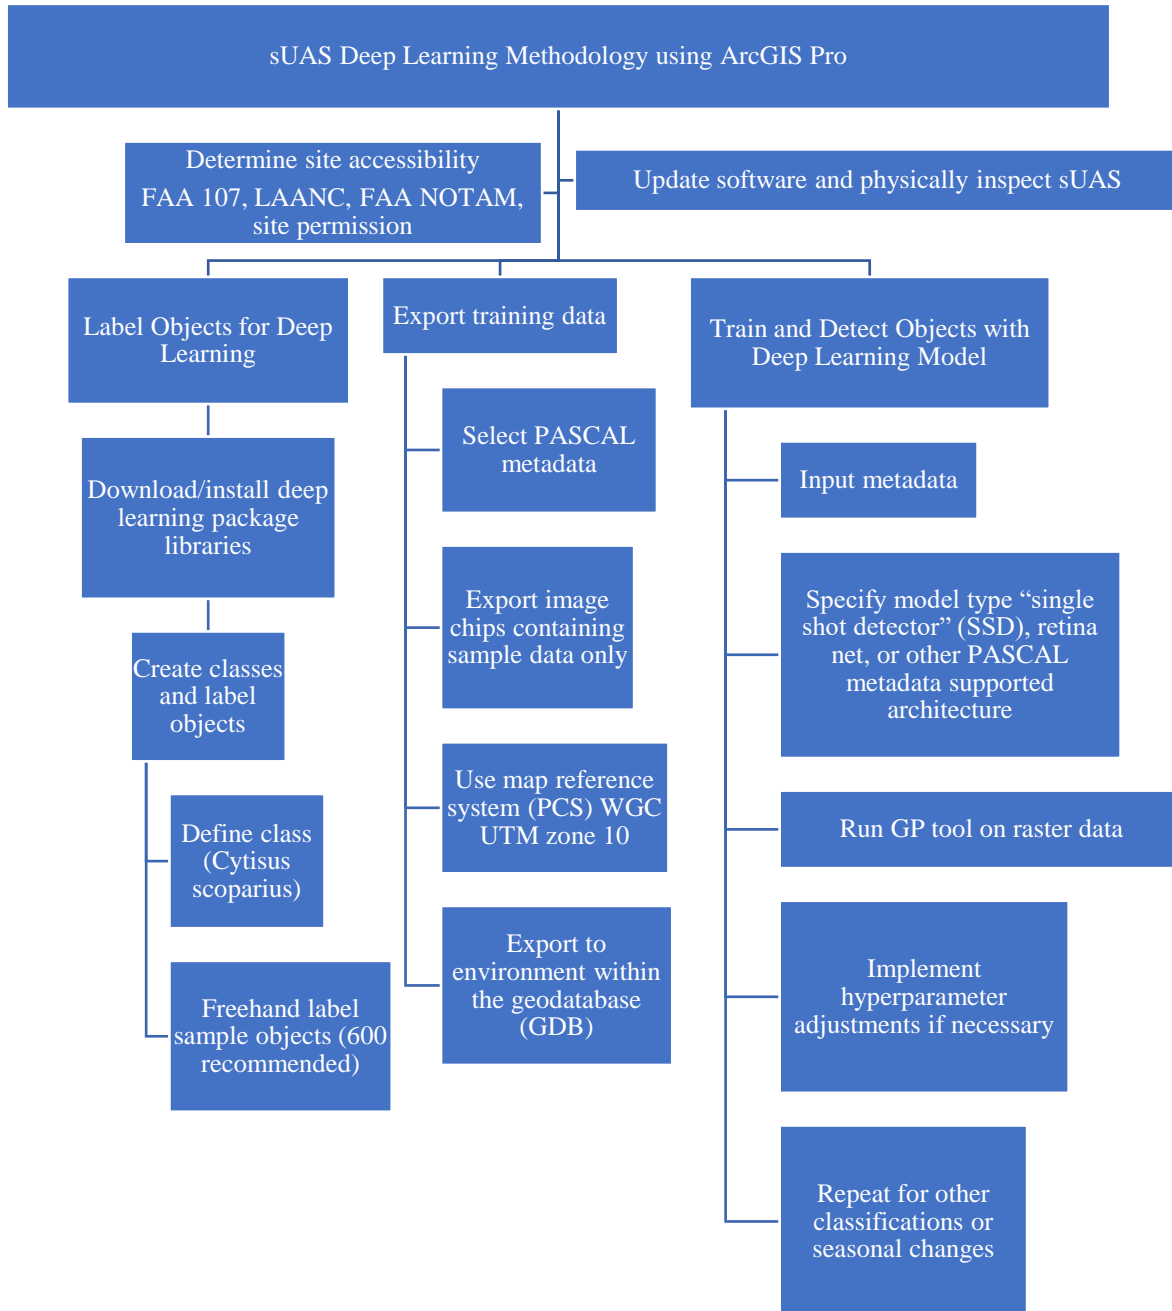 sUAS Deep Learning Methodology using ArcGIS Pro
Determine site accessibility
FAA 107, LAANC, FAA NOTAM,
site permission
Update software and physically inspect sUAS
Label Objects for Deep
Learning
Download/install deep
learning package
libraries
Create classes
and label
objects
Define class
(Cytisus
scoparius)
Freehand label
sample objects (600
recommended)
Export training data
Select PASCAL
metadata
Export image
chips containing
sample data only
Use map reference
system (PCS) WGC
UTM zone 10
Export to
environment within
the geodatabase
(GDB)
Train and Detect Objects with
Deep Learning Model
Input metadata
Specify model type “single
shot detector” (SSD), retina
net, or other PASCAL
metadata supported
architecture
Run GP tool on raster data
Implement
hyperparameter
adjustments if necessary
Repeat for other
classifications or
seasonal changes